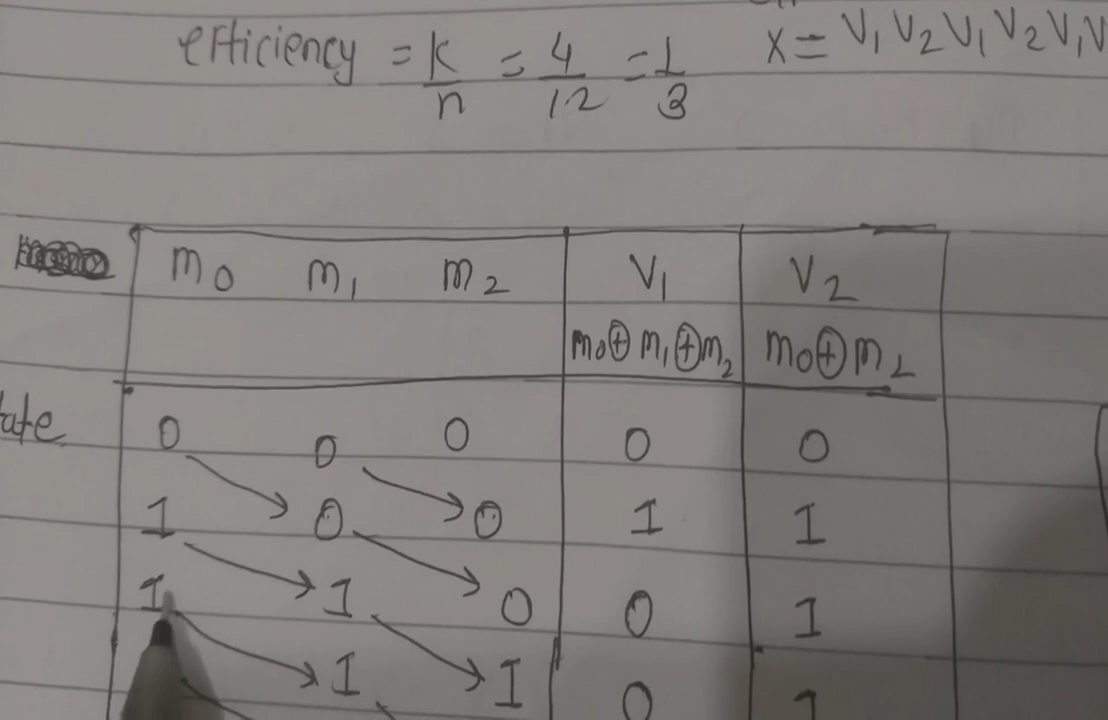 efficiency = k/n = 4/12 = 1/3 X = V₁ V₂ V₁ V₂ V₁
m₀ m₁ m₂ V₁ V₂
m₀⊕m₁⊕m₂ m₀⊕m₂
tate 0 0 0 0 0
1 0 0 1 1
1 1 0 0 1
1 1 0 1